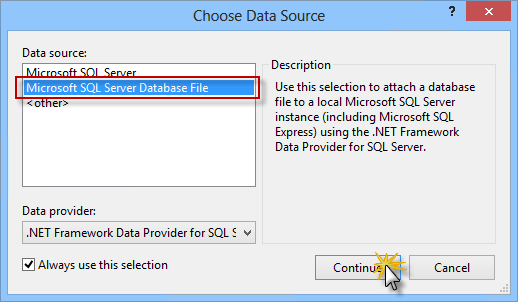 Choose Data Source
?
Data source:
Microsoft SQL Server
Microsoft SQL Server Database File
<other>
Description
Use this selection to attach a database
file to a local Microsoft SQL Server
instance (including Microsoft SQL
Express) using the .NET Framework
Data Provider for SQL Server.
Data provider:
.NET Framework Data Provider for SQL S
Always use this selection
Continue
Cancel